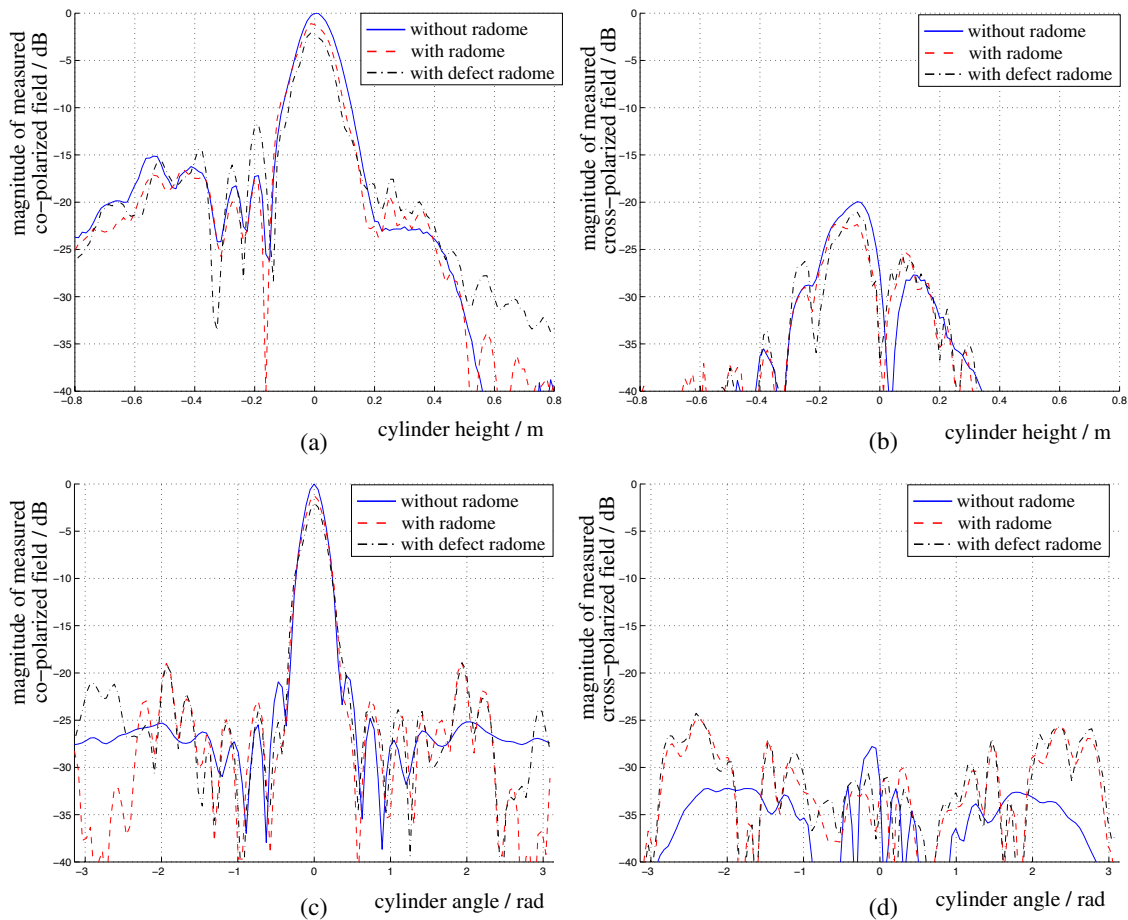 magnitude of measured
co−polarized field / dB
0
−5
−10
−15
−20
−25
−30
−35
−40
−0.8
−0.6
−0.4
−0.2
0
0.2
0.4
0.6
0.8
without radome
with radome
with defect radome
cylinder height / m
(a)
magnitude of measured
cross−polarized field / dB
0
−5
−10
−15
−20
−25
−30
−35
−40
−0.8
−0.6
−0.4
−0.2
0
0.2
0.4
0.6
0.8
without radome
with radome
with defect radome
cylinder height / m
(b)
magnitude of measured
co−polarized field / dB
0
−5
−10
−15
−20
−25
−30
−35
−40
−3
−2
−1
0
1
2
3
without radome
with radome
with defect radome
cylinder angle / rad
(c)
magnitude of measured
cross−polarized field / dB
0
−5
−10
−15
−20
−25
−30
−35
−40
−3
−2
−1
0
1
2
3
without radome
with radome
with defect radome
cylinder angle / rad
(d)